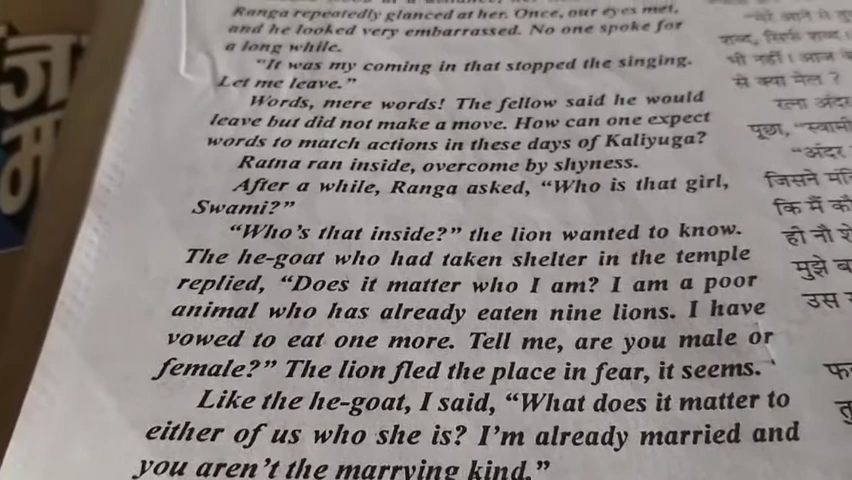 Ranga repeatedly glanced at her. Once, our eyes met,
and he looked very embarrassed. No one spoke for
a long while.
"It was my coming in that stopped the singing.
Let me leave."
Words, mere words! The fellow said he would
leave but did not make a move. How can one expect
words to match actions in these days of Kaliyuga?
Ratna ran inside, overcome by shyness.
After a while, Ranga asked, "Who is that girl,
Swami?"
"Who's that inside?" the lion wanted to know.
The he-goat who had taken shelter in the temple
replied, "Does it matter who I am? I am a poor
animal who has already eaten nine lions. I have
vowed to eat one more. Tell me, are you male or
female?" The lion fled the place in fear, it seems.
Like the he-goat, I said, "What does it matter to
either of us who she is? I'm already married and
you aren't the marrying kind."
शब्द, सिर्फ शब्द
भी नहीं। आज
से क्या मेल ?
रत्ना अंदर
पूछा, "स्वामी
"अंदर
जिसने
कि मैं
ही नौ
मुझे
उस